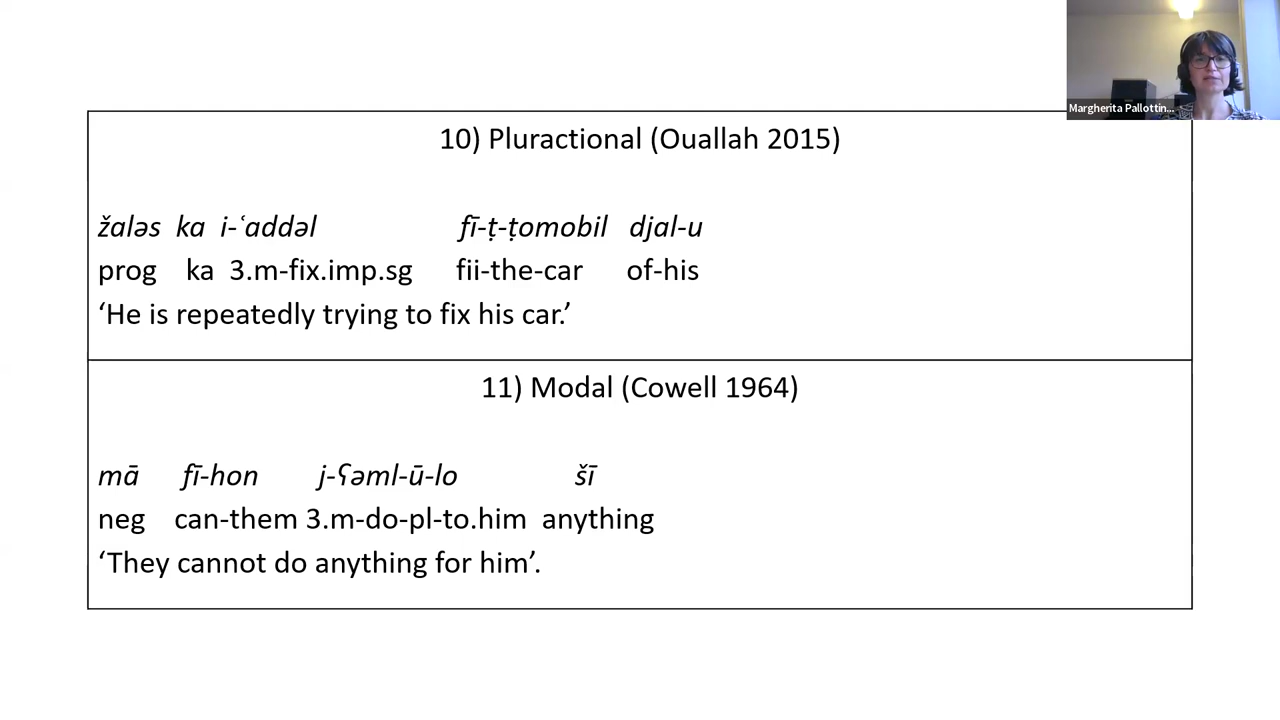 Margherita Pallottin...
10) Pluractional (Ouallah 2015)
žaləs ka i-ʿaddəl fī-ṭ-ṭomobil djal-u
prog ka 3.m-fix.imp.sg fii-the-car of-his
‘He is repeatedly trying to fix his car.’
11) Modal (Cowell 1964)
mā fī-hon j-ʕəml-ū-lo šī
neg can-them 3.m-do-pl-to.him anything
‘They cannot do anything for him’.